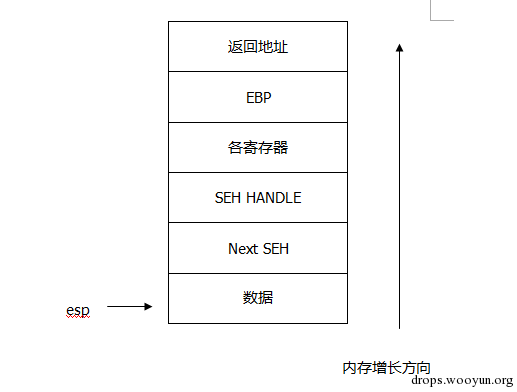 返回地址
EBP
各寄存器
SEH HANDLE
Next SEH
数据
esp
内存增长方向
drops.wooyun.org